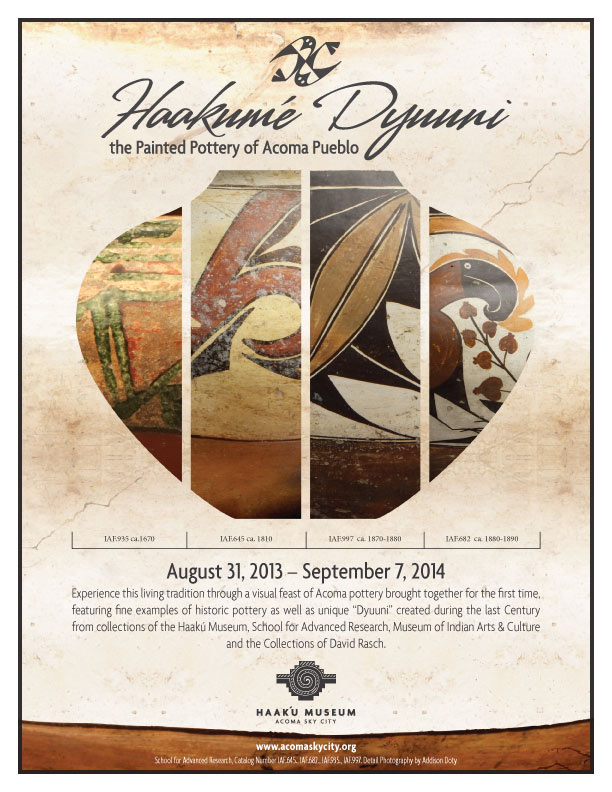 Haakumé Dyuuni
the Painted Pottery of Acoma Pueblo
IAF.935 ca.1670
IAF.645 ca. 1810
IAF.997 ca. 1870-1880
IAF.682 ca. 1880-1890
August 31, 2013 – September 7, 2014
Experience this living tradition through a visual feast of Acoma pottery brought together for the first time,
featuring fine examples of historic pottery as well as unique “Dyuuni” created during the last Century
from collections of the Haakú Museum, School for Advanced Research, Museum of Indian Arts & Culture
and the Collections of David Rasch.
HAAKU MUSEUM
ACOMA SKY CITY
www.acomaskycity.org
School for Advanced Research, Catalog Number IAF.645., IAF.682., IAF.935., IAF.997. Detail Photography by Addison Doty